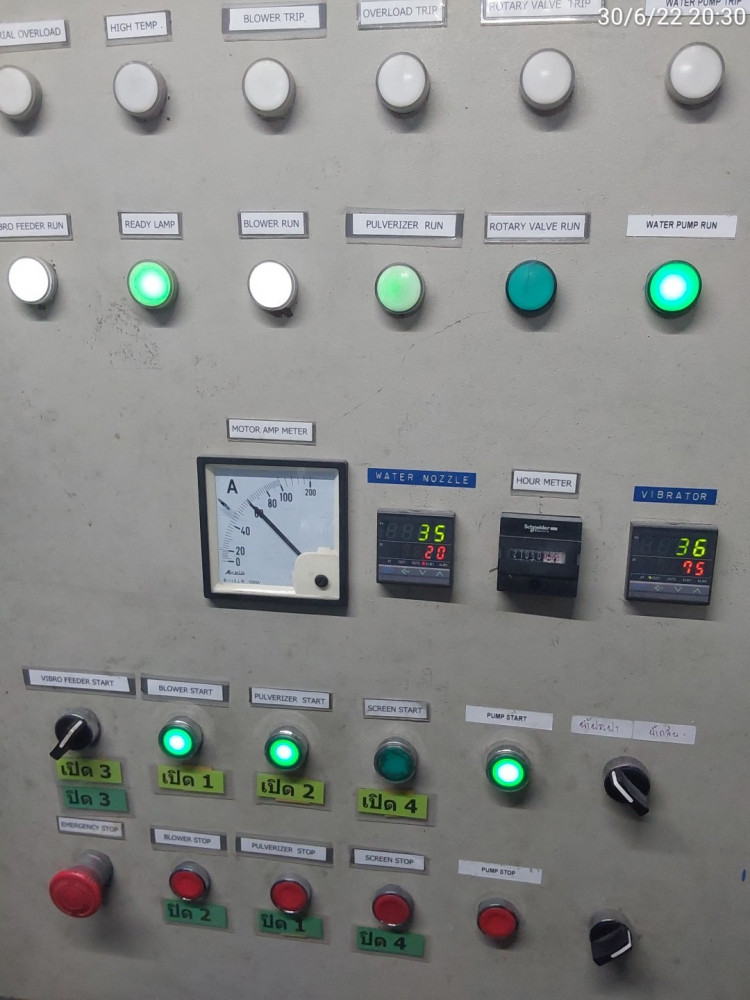 30/6/22 20:30
OVERLOAD
HIGH TEMP.
BLOWER TRIP
OVERLOAD TRIP
ROTARY VALVE TRIP
WATER PUMP TRIP
FEEDER RUN
READY LAMP
BLOWER RUN
PULVERIZER RUN
ROTARY VALVE RUN
WATER PUMP RUN
MOTOR AMP METER
WATER NOZZLE
HOUR METER
VIBRATOR
A
0
20
40
60
80
100
200
35
20
Schneider
36
75
VIBRO FEEDER START
BLOWER START
PULVERIZER START
SCREEN START
PUMP START
เปิด 3
ปิด 3
เปิด 1
เปิด 2
เปิด 4
EMERGENCY STOP
BLOWER STOP
PULVERIZER STOP
SCREEN STOP
PUMP STOP
ปิด 2
ปิด 1
ปิด 4